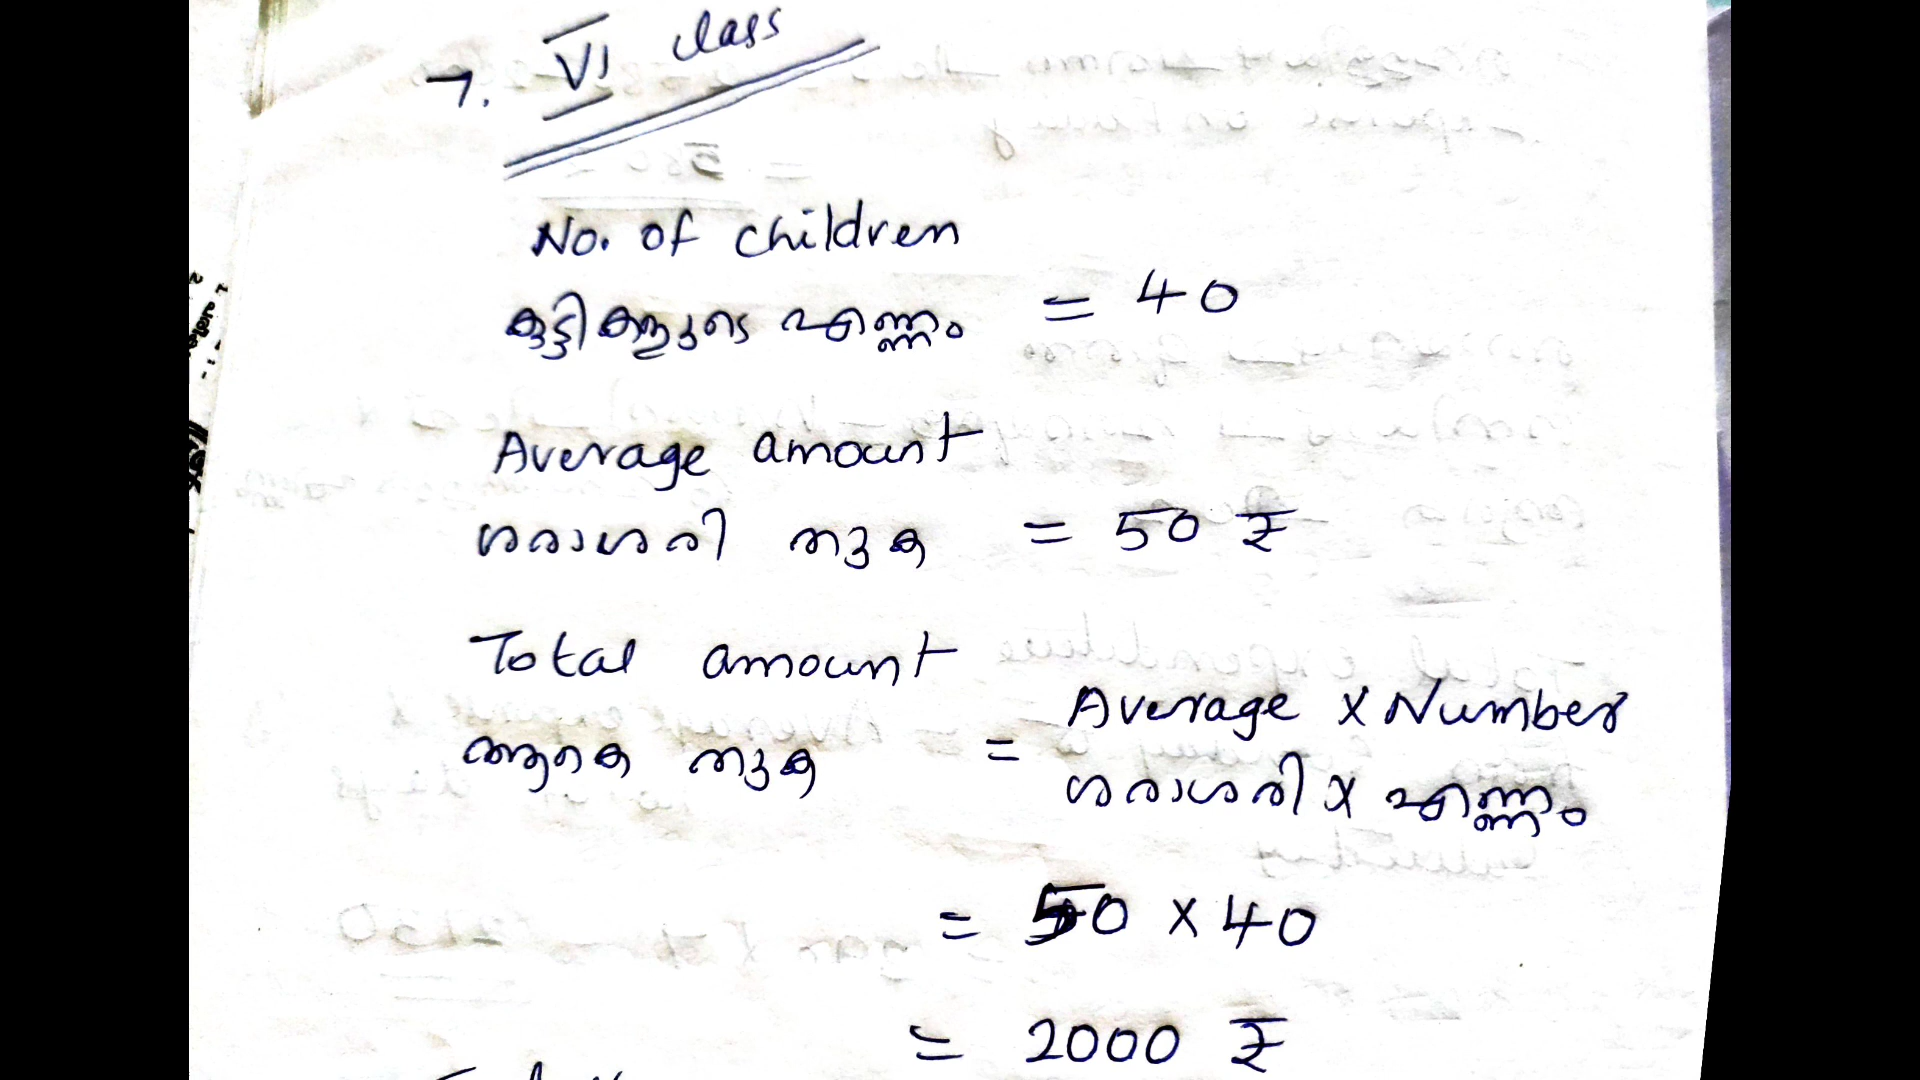 7. VI class
No. of children
കുട്ടികളുടെ എണ്ണം = 40
Average amount
ശരാശരി തുക = 50 ₹
Total amount
ആകെ തുക = Average x Number
ശരാശരി x എണ്ണം
= 50 x 40
= 2000 ₹